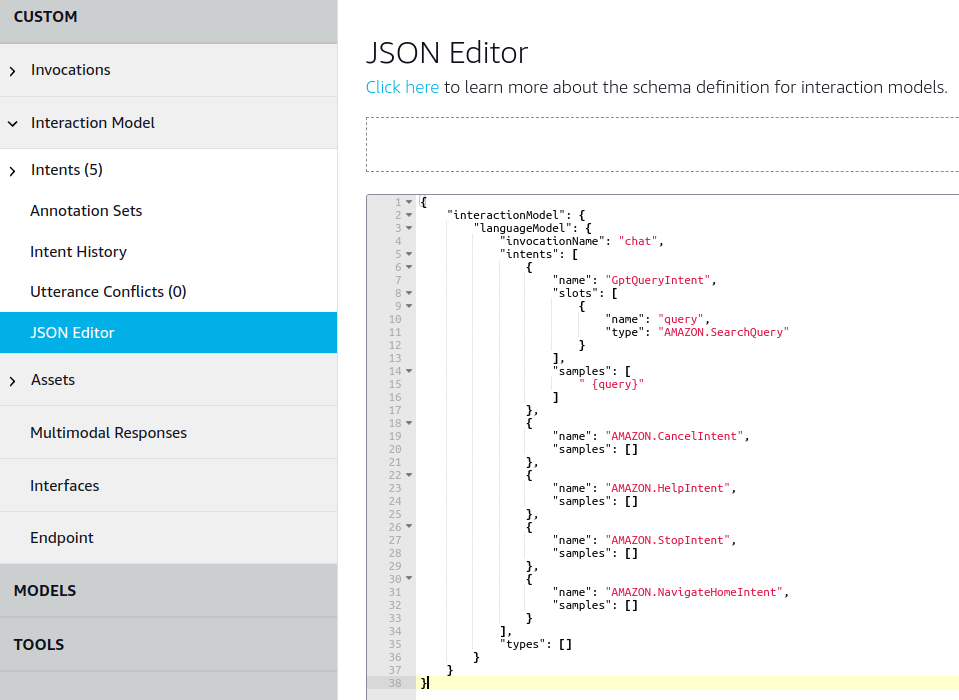 CUSTOM
Invocations
Interaction Model
Intents (5)
Annotation Sets
Intent History
Utterance Conflicts (0)
JSON Editor
Assets
Multimodal Responses
Interfaces
Endpoint
MODELS
TOOLS
JSON Editor
Click here to learn more about the schema definition for interaction models.
1 {
2 "interactionModel": {
3 "languageModel": {
4 "invocationName": "chat",
5 "intents": [
6 {
7 "name": "GptQueryIntent",
8 "slots": [
9 {
10 "name": "query",
11 "type": "AMAZON.SearchQuery"
12 }
13 ],
14 "samples": [
15 " {query}"
16 ]
17 },
18 {
19 "name": "AMAZON.CancelIntent",
20 "samples": []
21 },
22 {
23 "name": "AMAZON.HelpIntent",
24 "samples": []
25 },
26 {
27 "name": "AMAZON.StopIntent",
28 "samples": []
29 },
30 {
31 "name": "AMAZON.NavigateHomeIntent",
32 "samples": []
33 }
34 ],
35 "types": []
36 }
37 }
38 }